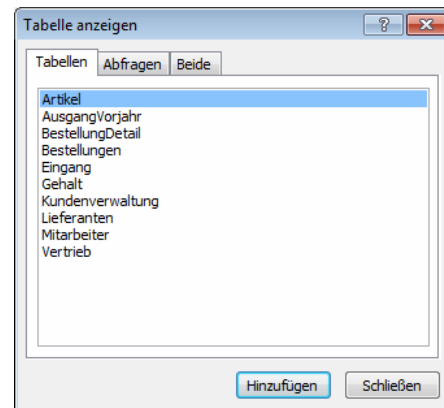 Tabelle anzeigen
Tabellen Abfragen Beide
Artikel
AusgangVorjahr
BestellungDetail
Bestellungen
Eingang
Gehalt
Kundenverwaltung
Lieferanten
Mitarbeiter
Vertrieb
Hinzufügen Schließen